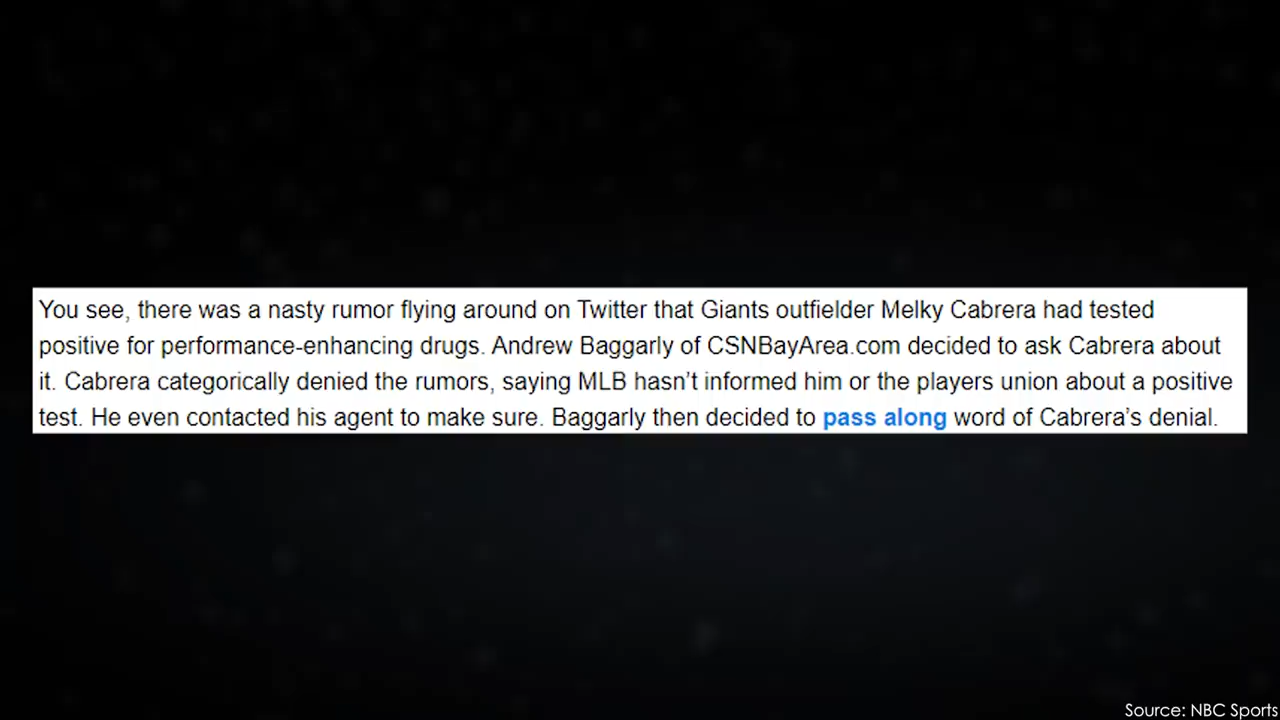 You see, there was a nasty rumor flying around on Twitter that Giants outfielder Melky Cabrera had tested
positive for performance-enhancing drugs. Andrew Baggarly of CSNBayArea.com decided to ask Cabrera about
it. Cabrera categorically denied the rumors, saying MLB hasn’t informed him or the players union about a positive
test. He even contacted his agent to make sure. Baggarly then decided to pass along word of Cabrera’s denial.
Source: NBC Sports